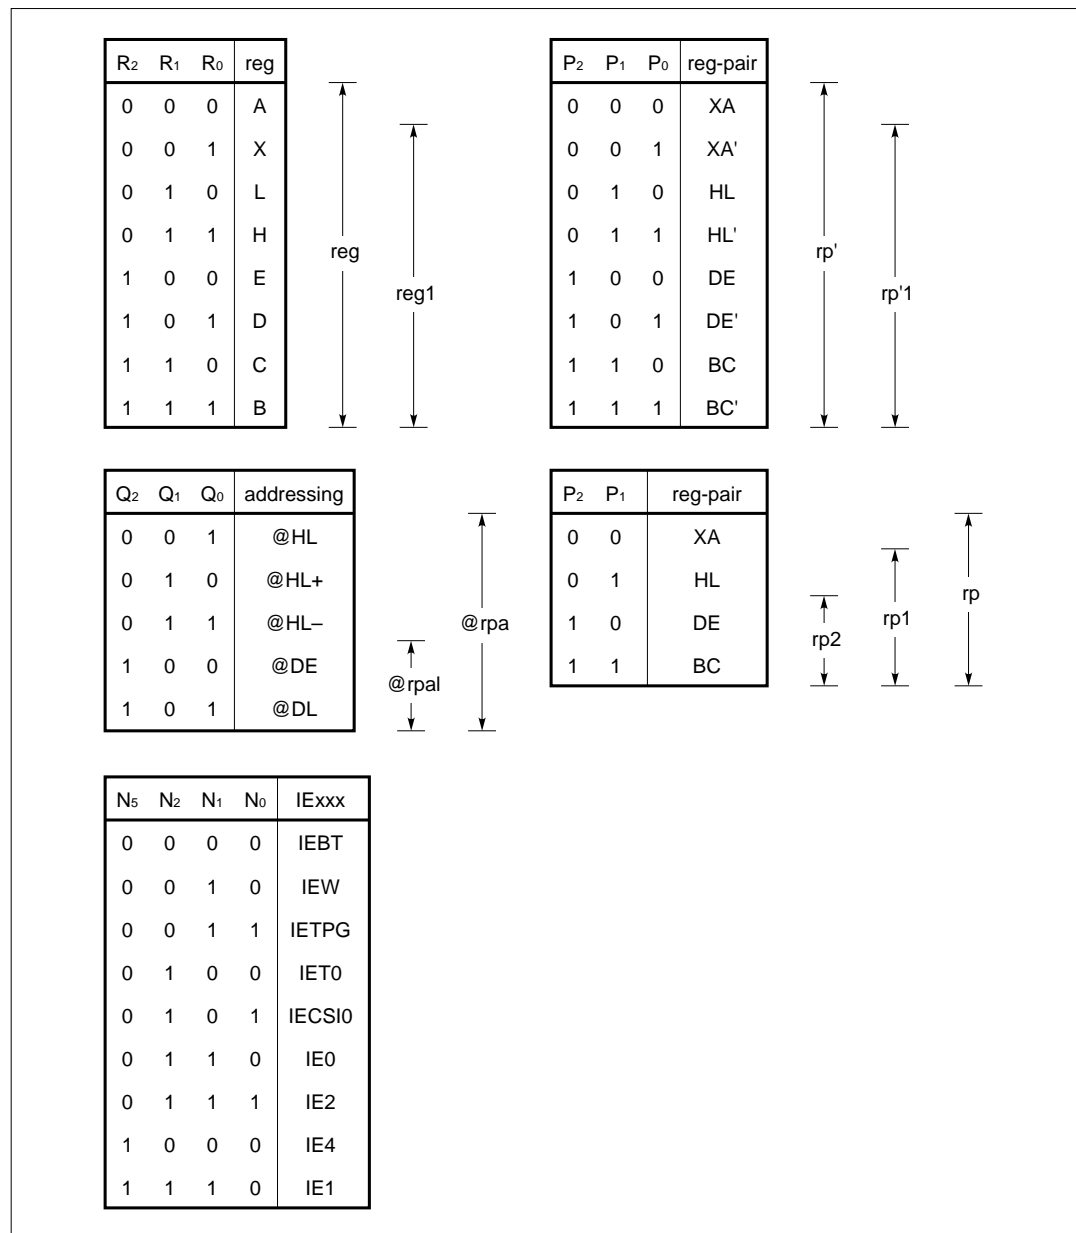 R2 R1 R0 reg
0 0 0 A
0 0 1 X
0 1 0 L
0 1 1 H
1 0 0 E
1 0 1 D
1 1 0 C
1 1 1 B
reg
reg1
P2 P1 P0 reg-pair
0 0 0 XA
0 0 1 XA'
0 1 0 HL
0 1 1 HL'
1 0 0 DE
1 0 1 DE'
1 1 0 BC
1 1 1 BC'
rp'
rp'1
Q2 Q1 Q0 addressing
0 0 1 @HL
0 1 0 @HL+
0 1 1 @HL–
1 0 0 @DE
1 0 1 @DL
@rpal
@rpa
P2 P1 reg-pair
0 0 XA
0 1 HL
1 0 DE
1 1 BC
rp2
rp1
rp
N5 N2 N1 N0 IExxx
0 0 0 0 IEBT
0 0 1 0 IEW
0 0 1 1 IETPG
0 1 0 0 IET0
0 1 0 1 IECSI0
0 1 1 0 IE0
0 1 1 1 IE2
1 0 0 0 IE4
1 1 1 0 IE1